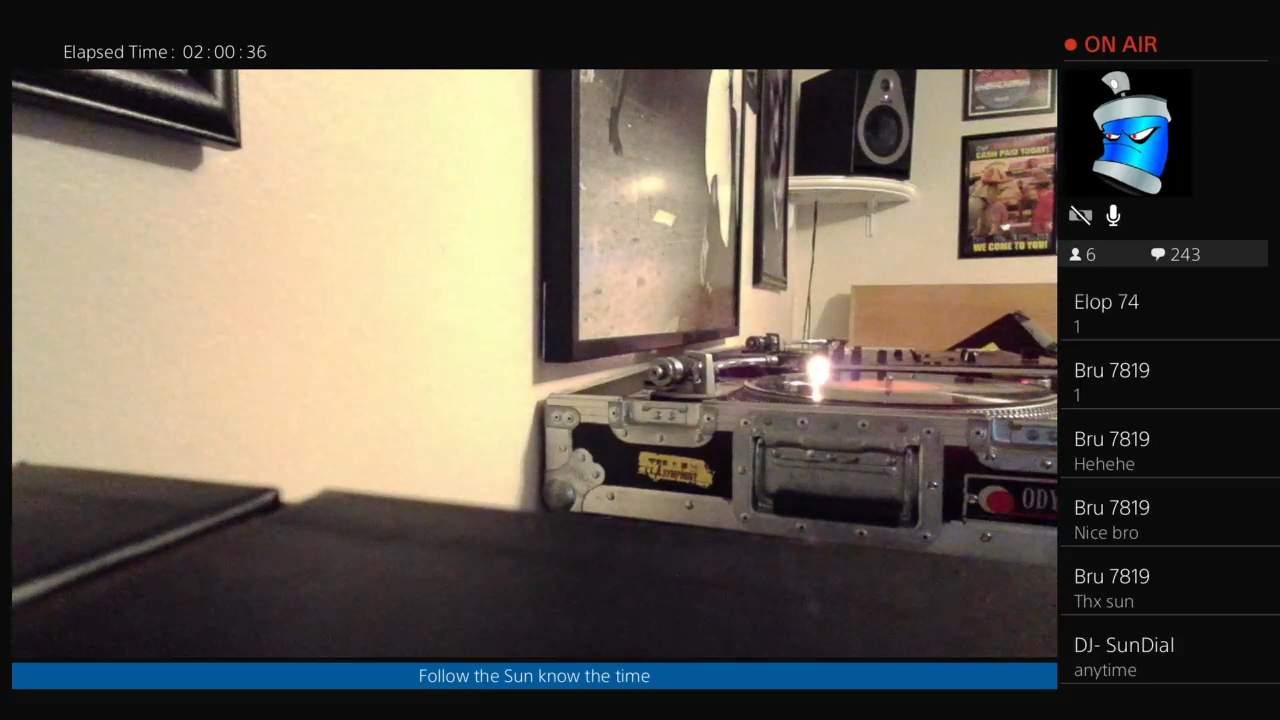 Elapsed Time: 02:00:36
ON AIR
CASH PAID TODAY!
WE COME TO YOU!
6 243
Elop 74
1
Bru 7819
1
Bru 7819
Hehehe
Bru 7819
Nice bro
Bru 7819
Thx sun
DJ- SunDial
anytime
ODY
Follow the Sun know the time